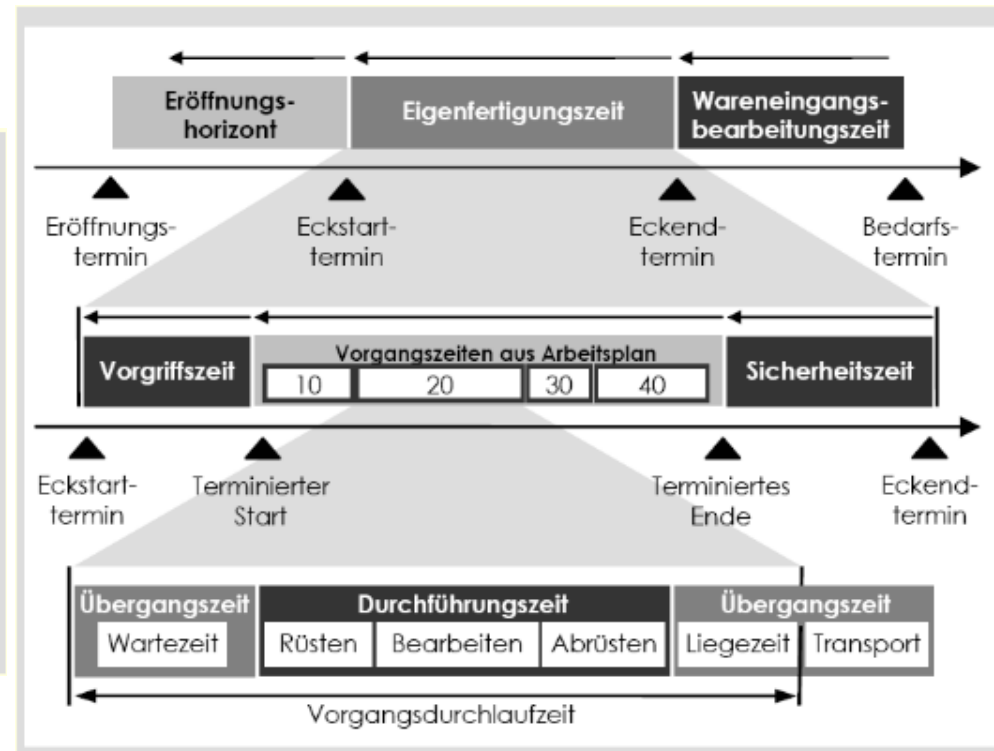 Eröffnungs-
horizont
Eigenfertigungszeit
Wareneingangs-
bearbeitungszeit
Eröffnungs-
termin
Eckstart-
termin
Eckend-
termin
Bedarfs-
termin
Vorgriffszeit
Vorgangszeiten aus Arbeitsplan
10 20 30 40
Sicherheitszeit
Eckstart-
termin
Terminierter
Start
Terminiertes
Ende
Eckend-
termin
Übergangszeit
Wartezeit
Durchführungszeit
Rüsten Bearbeiten Abrüsten
Übergangszeit
Liegezeit Transport
Vorgangsdurchlaufzeit